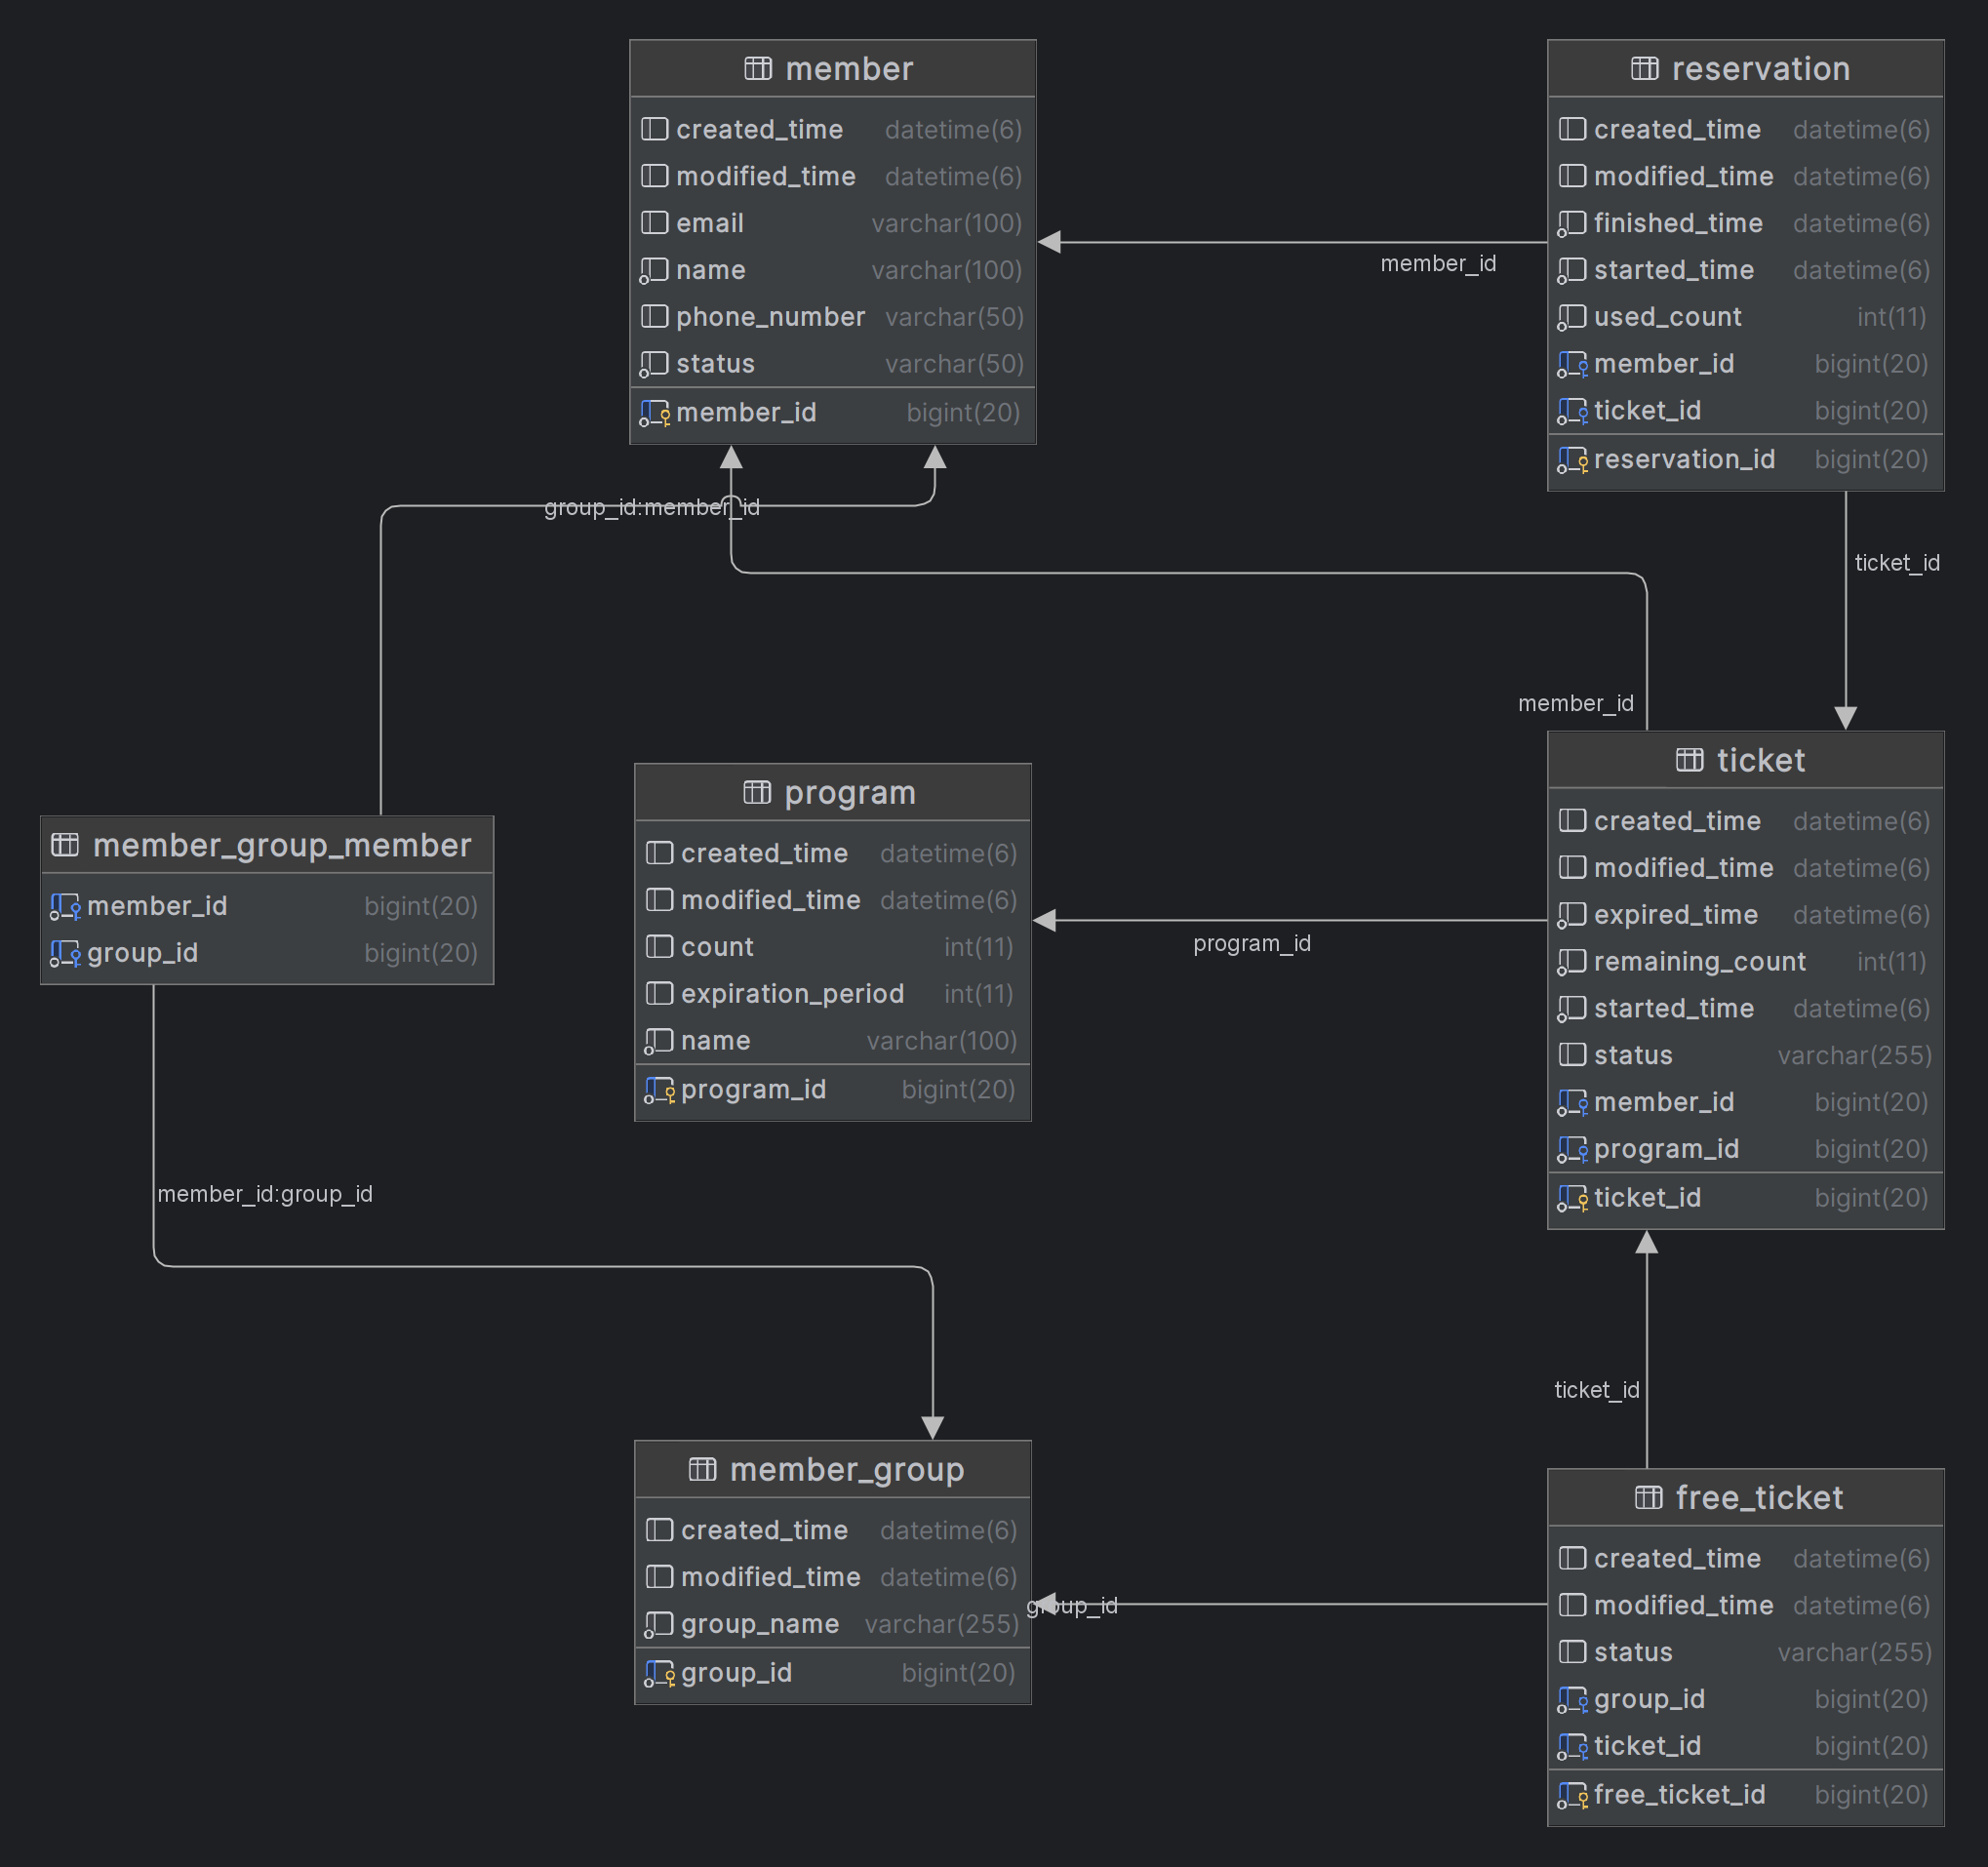 member
created_time datetime(6)
modified_time datetime(6)
email varchar(100)
name varchar(100)
phone_number varchar(50)
status varchar(50)
member_id bigint(20)
reservation
created_time datetime(6)
modified_time datetime(6)
finished_time datetime(6)
started_time datetime(6)
used_count int(11)
member_id bigint(20)
ticket_id bigint(20)
reservation_id bigint(20)
member_id
group_id:member_id
ticket_id
member_id
member_group_member
member_id bigint(20)
group_id bigint(20)
program
created_time datetime(6)
modified_time datetime(6)
count int(11)
expiration_period int(11)
name varchar(100)
program_id bigint(20)
program_id
ticket
created_time datetime(6)
modified_time datetime(6)
expired_time datetime(6)
remaining_count int(11)
started_time datetime(6)
status varchar(255)
member_id bigint(20)
program_id bigint(20)
ticket_id bigint(20)
member_id:group_id
ticket_id
member_group
created_time datetime(6)
modified_time datetime(6)
group_name varchar(255)
group_id bigint(20)
group_id
free_ticket
created_time datetime(6)
modified_time datetime(6)
status varchar(255)
group_id bigint(20)
ticket_id bigint(20)
free_ticket_id bigint(20)